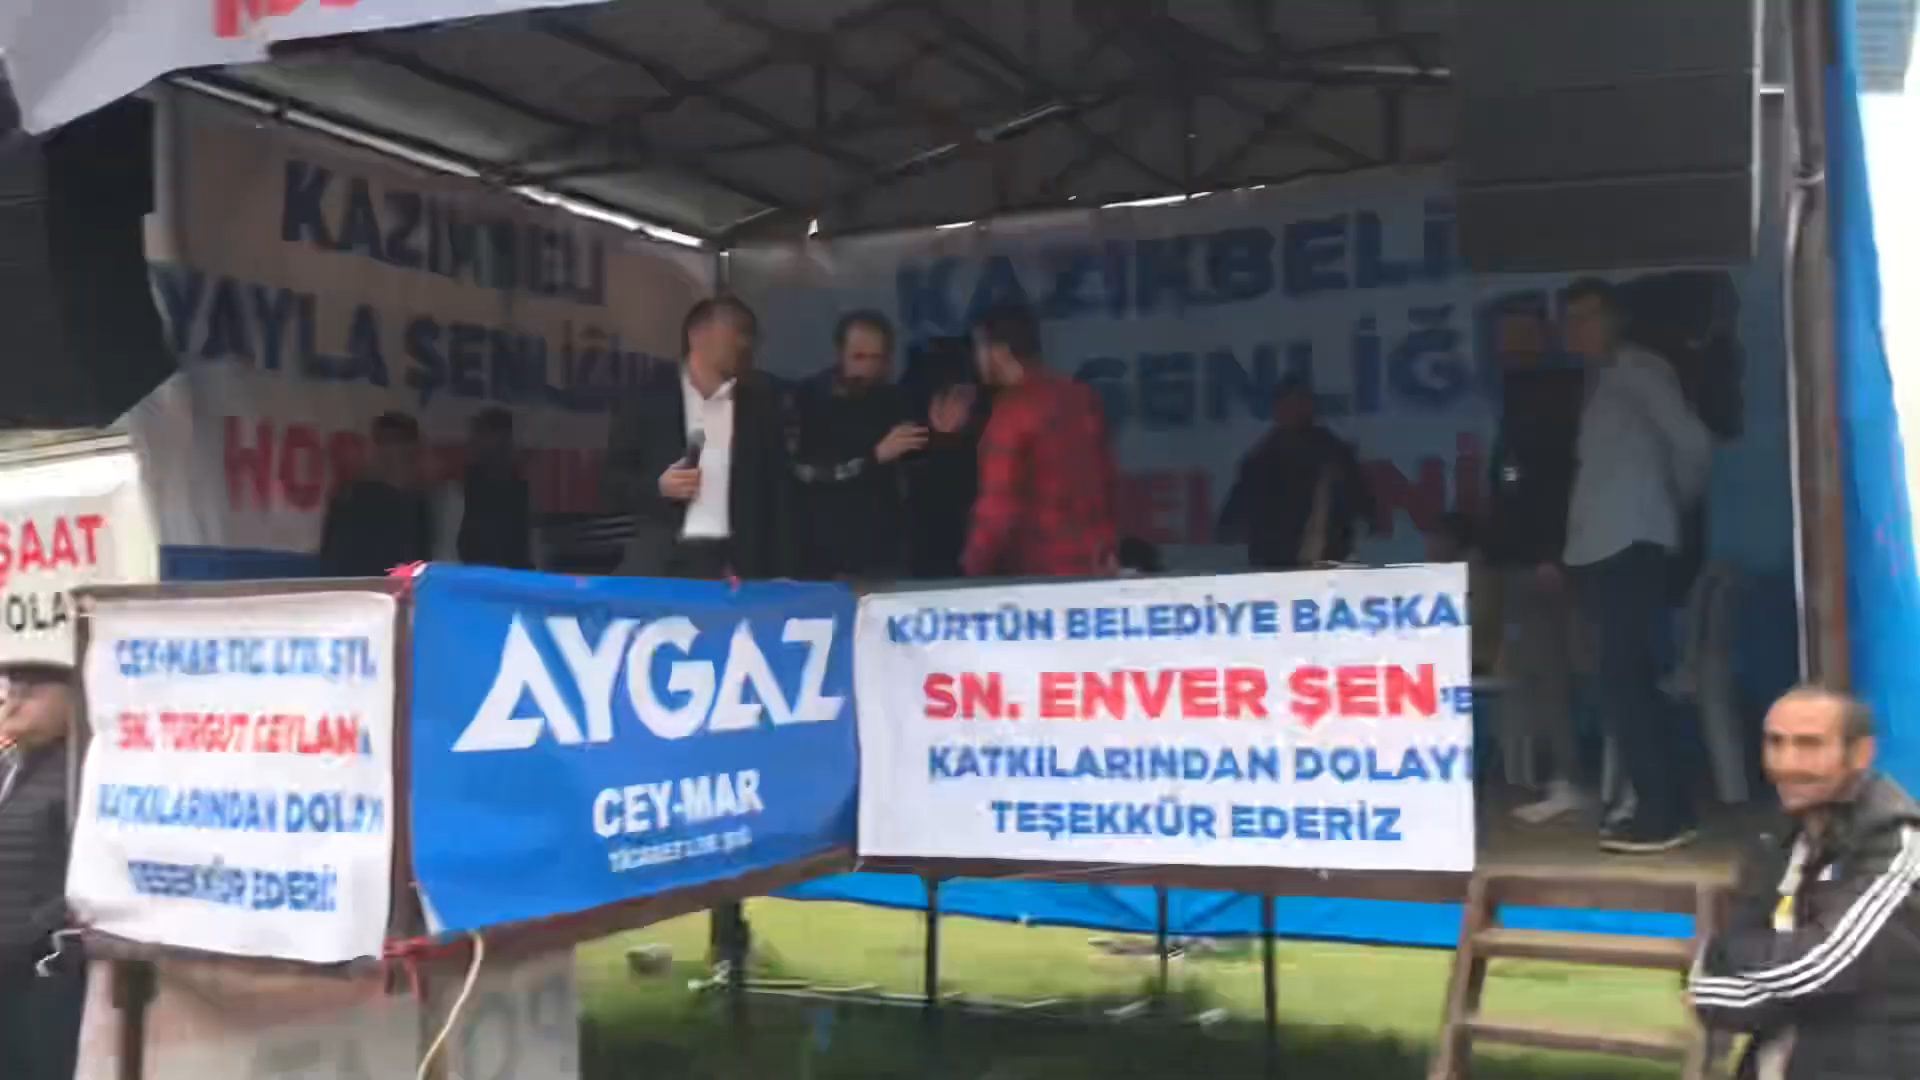 KAZIKBELİ
YAYLA ŞENLİĞİ
KAZIKBELİ
ŞENLİĞ
ŞAAT
DOLA
CEY-MAR TİC. LTD. ŞTİ.
SN. TURGUT CEYLAN'A
KATKILARINDAN DOLAYI
TEŞEKKÜR EDERİZ
AYGAZ
CEY-MAR
KÜRTÜN BELEDİYE BAŞKA
SN. ENVER ŞEN'E
KATKILARINDAN DOLAYI
TEŞEKKÜR EDERİZ